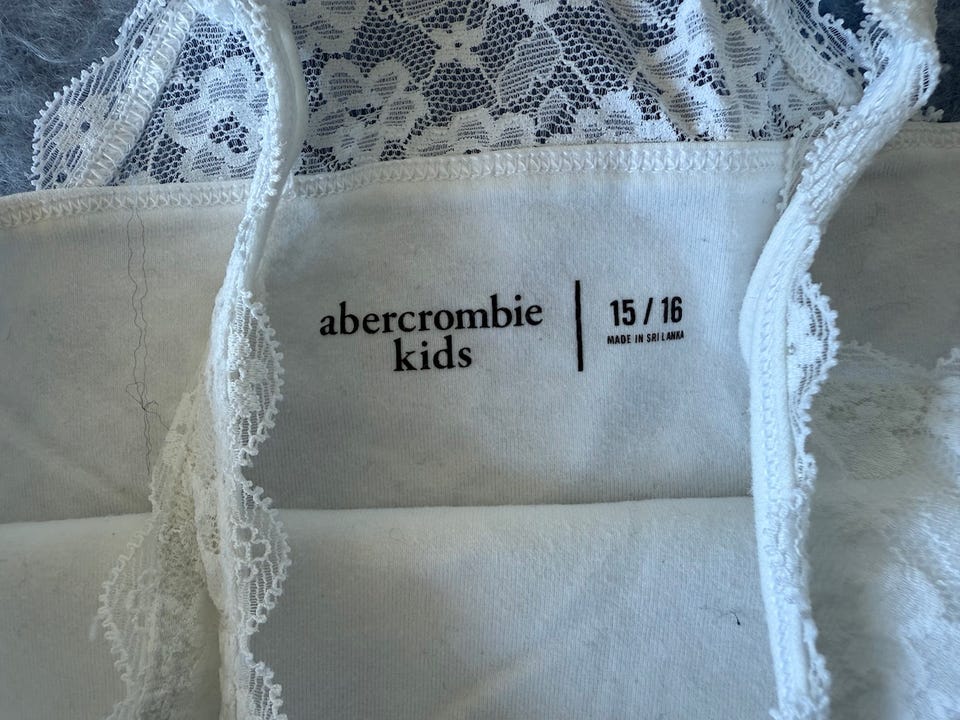 abercrombie
kids
15 / 16
MADE IN SRI LANKA